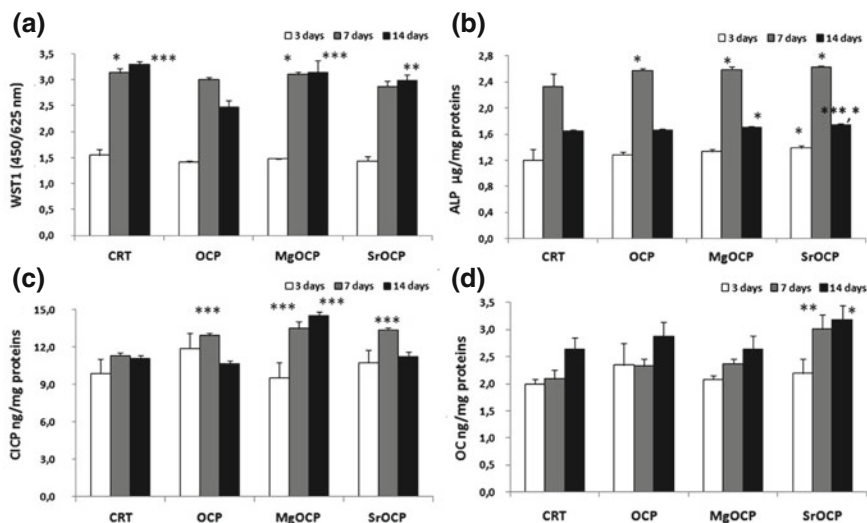 (a)
3 days 7 days 14 days
WST1 (450/625 nm)
3,5
3,0
2,5
2,0
1,5
1,0
0,5
0,0
* *** * *** **
CRT OCP MgOCP SrOCP
(b)
3 days 7 days 14 days
ALP µg/mg proteins
2,8
2,4
2,0
1,6
1,2
0,8
0,4
0,0
* * * * * ***,*
CRT OCP MgOCP SrOCP
(c)
3 days 7 days 14 days
CICP ng/mg proteins
15,0
12,0
9,0
6,0
3,0
0,0
*** *** *** ***
CRT OCP MgOCP SrOCP
(d)
3 days 7 days 14 days
OC ng/mg proteins
3,5
3,0
2,5
2,0
1,5
1,0
0,5
0,0
** *
CRT OCP MgOCP SrOCP